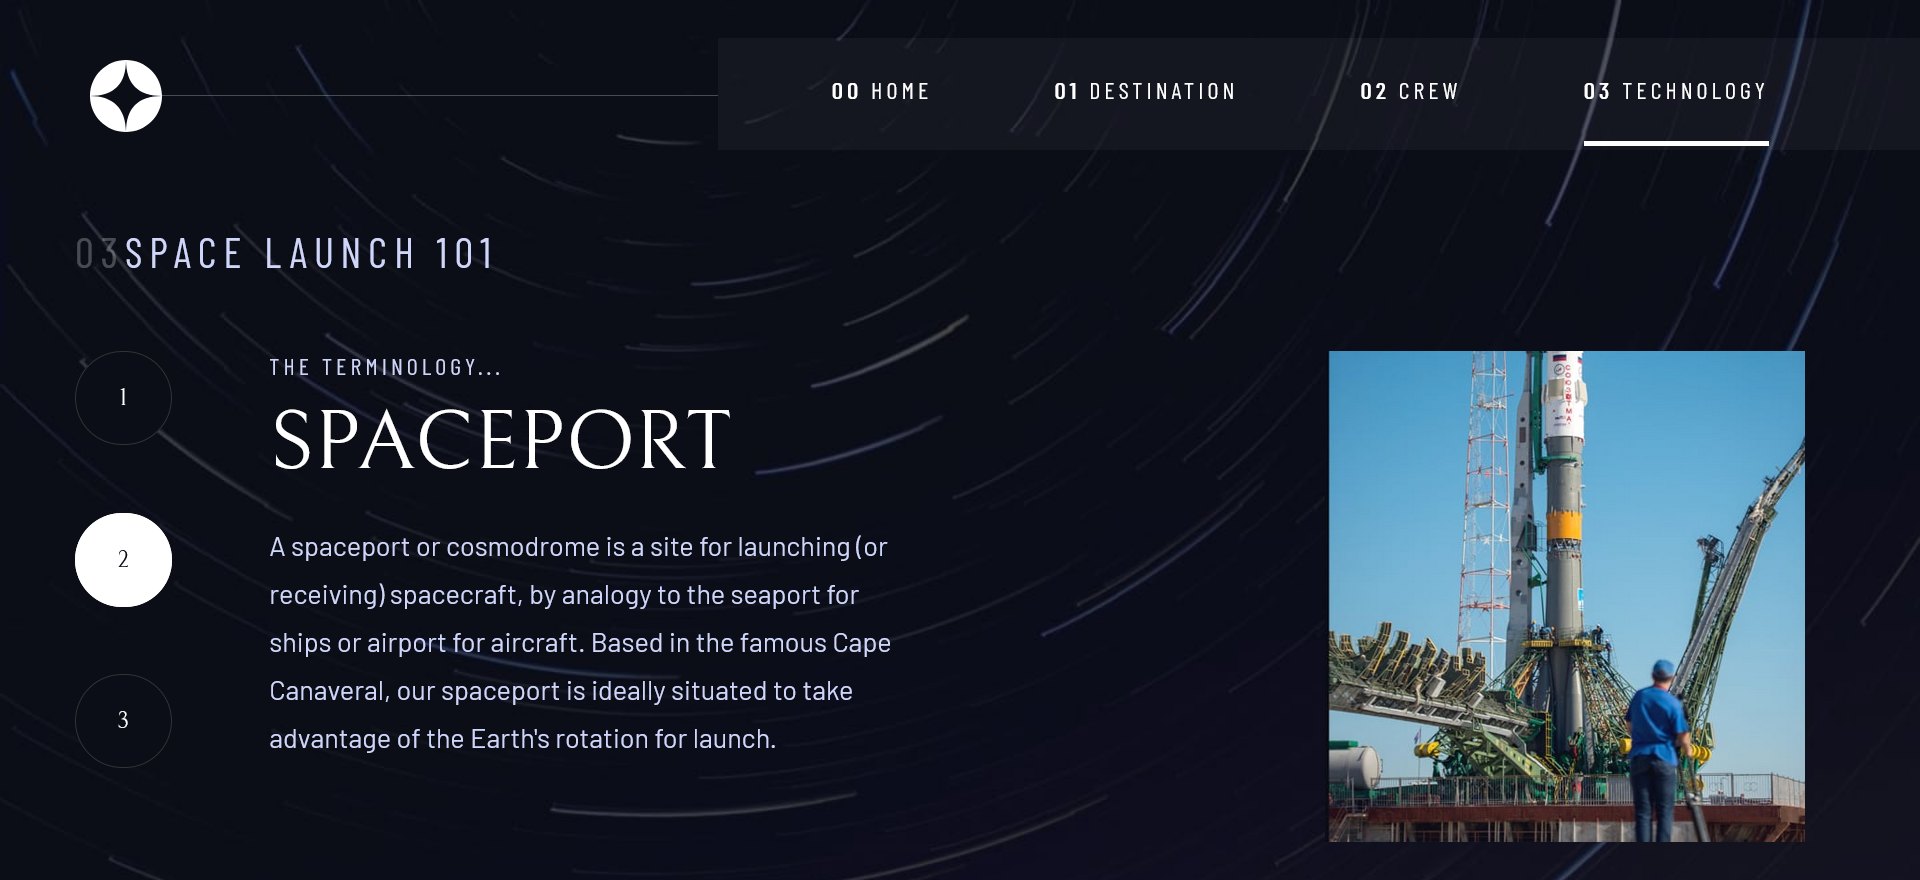 00 HOME
01 DESTINATION
02 CREW
03 TECHNOLOGY
03SPACE LAUNCH 101
1
2
3
THE TERMINOLOGY...
SPACEPORT
A spaceport or cosmodrome is a site for launching (or
receiving) spacecraft, by analogy to the seaport for
ships or airport for aircraft. Based in the famous Cape
Canaveral, our spaceport is ideally situated to take
advantage of the Earth's rotation for launch.